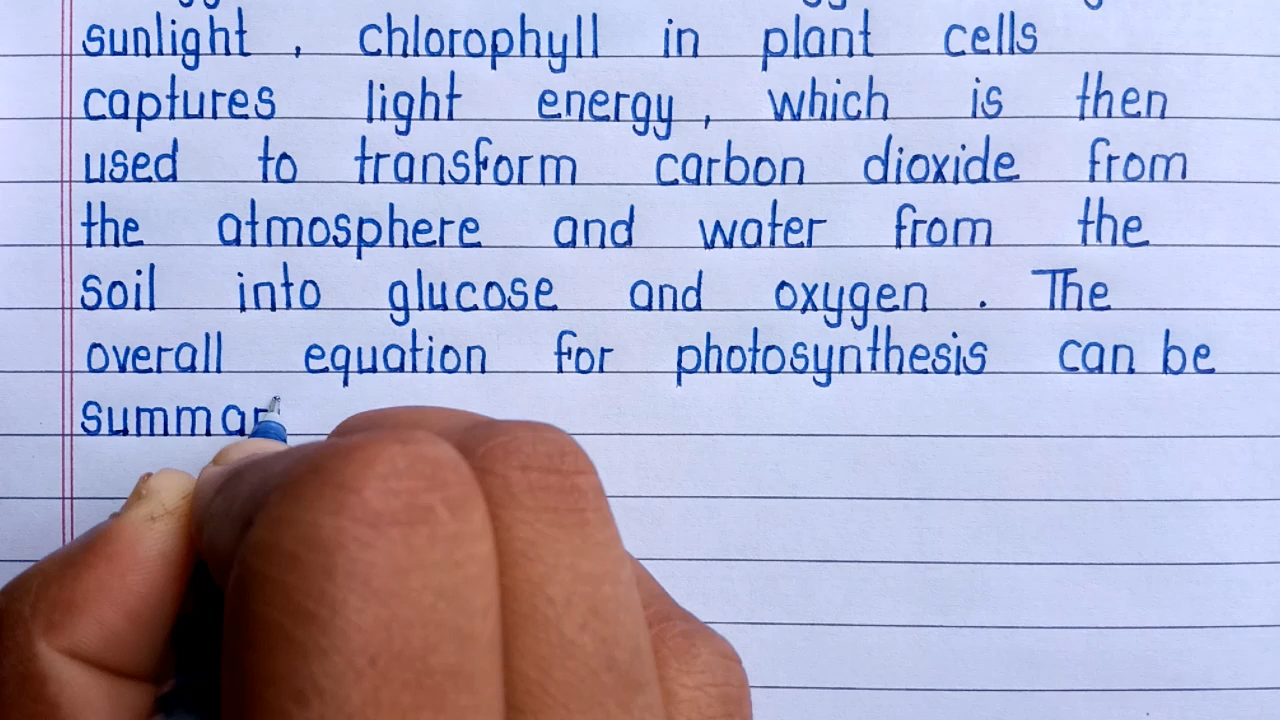 sunlight , chlorophyll in plant cells
captures light energy , which is then
used to transform carbon dioxide from
the atmosphere and water from the
soil into glucose and oxygen . The
overall equation for photosynthesis can be
summar